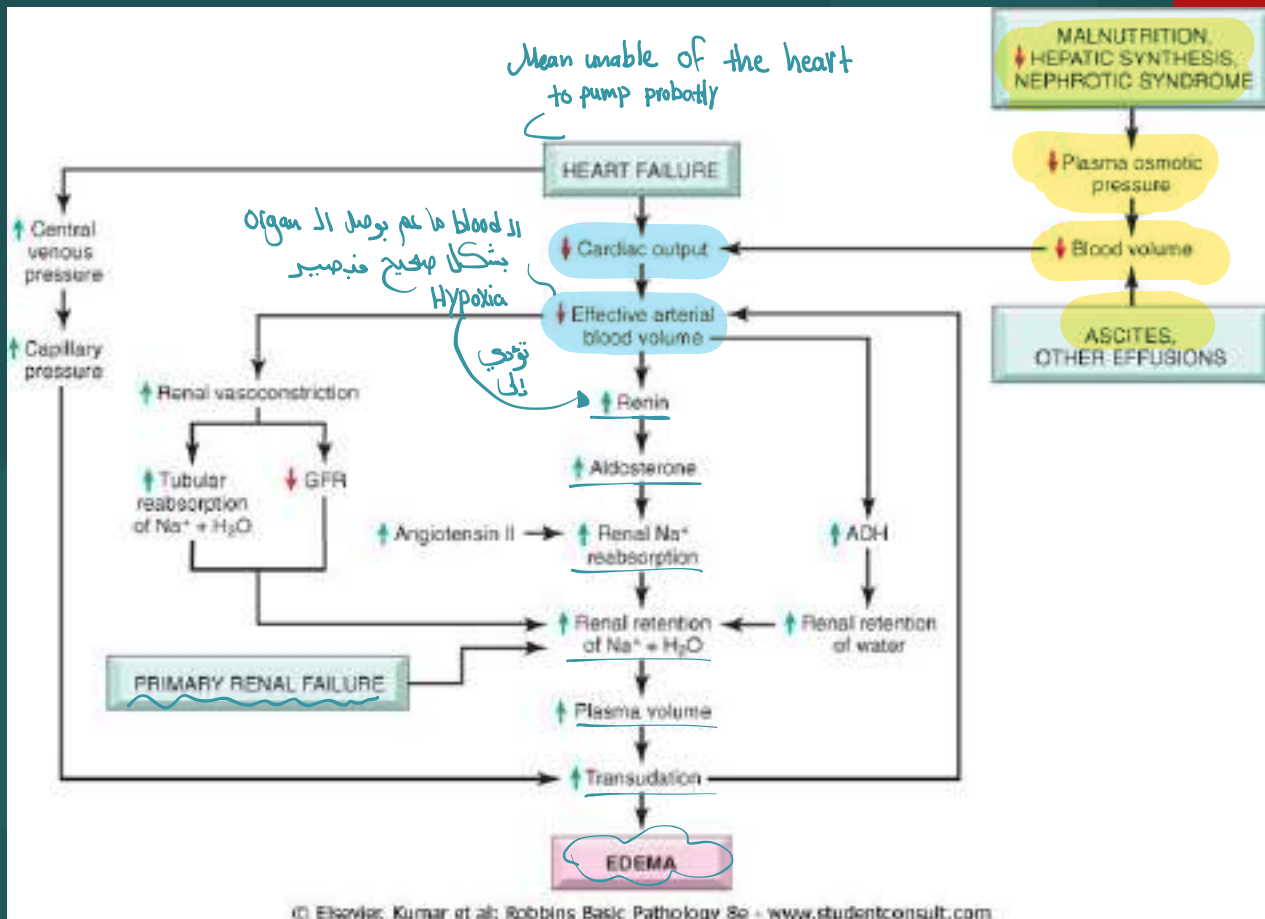 Mean unable of the heart
to pump probatly
MALNUTRITION,
↓ HEPATIC SYNTHESIS,
NEPHROTIC SYNDROME
HEART FAILURE
↓ Plasma osmotic
pressure
↑ Central
venous
pressure
ال blood ما عم يوصل ال organ
بشكل صحيح فبصير
Hypoxia
↓ Cardiac output
↓ Blood volume
↓ Effective arterial
blood volume
ASCITES,
OTHER EFFUSIONS
↑ Capillary
pressure
تؤدي
إلى
↑ Renal vasoconstriction
↑ Renin
↑ Tubular
reabsorption
of Na⁺ + H₂O
↓ GFR
↑ Aldosterone
↑ Angiotensin II
↑ Renal Na⁺
reabsorption
↑ ADH
↑ Renal retention
of Na⁺ + H₂O
↑ Renal retention
of water
PRIMARY RENAL FAILURE
↑ Plasma volume
↑ Transudation
EDEMA
© Elsevier. Kumar et al: Robbins Basic Pathology 8e - www.studentconsult.com